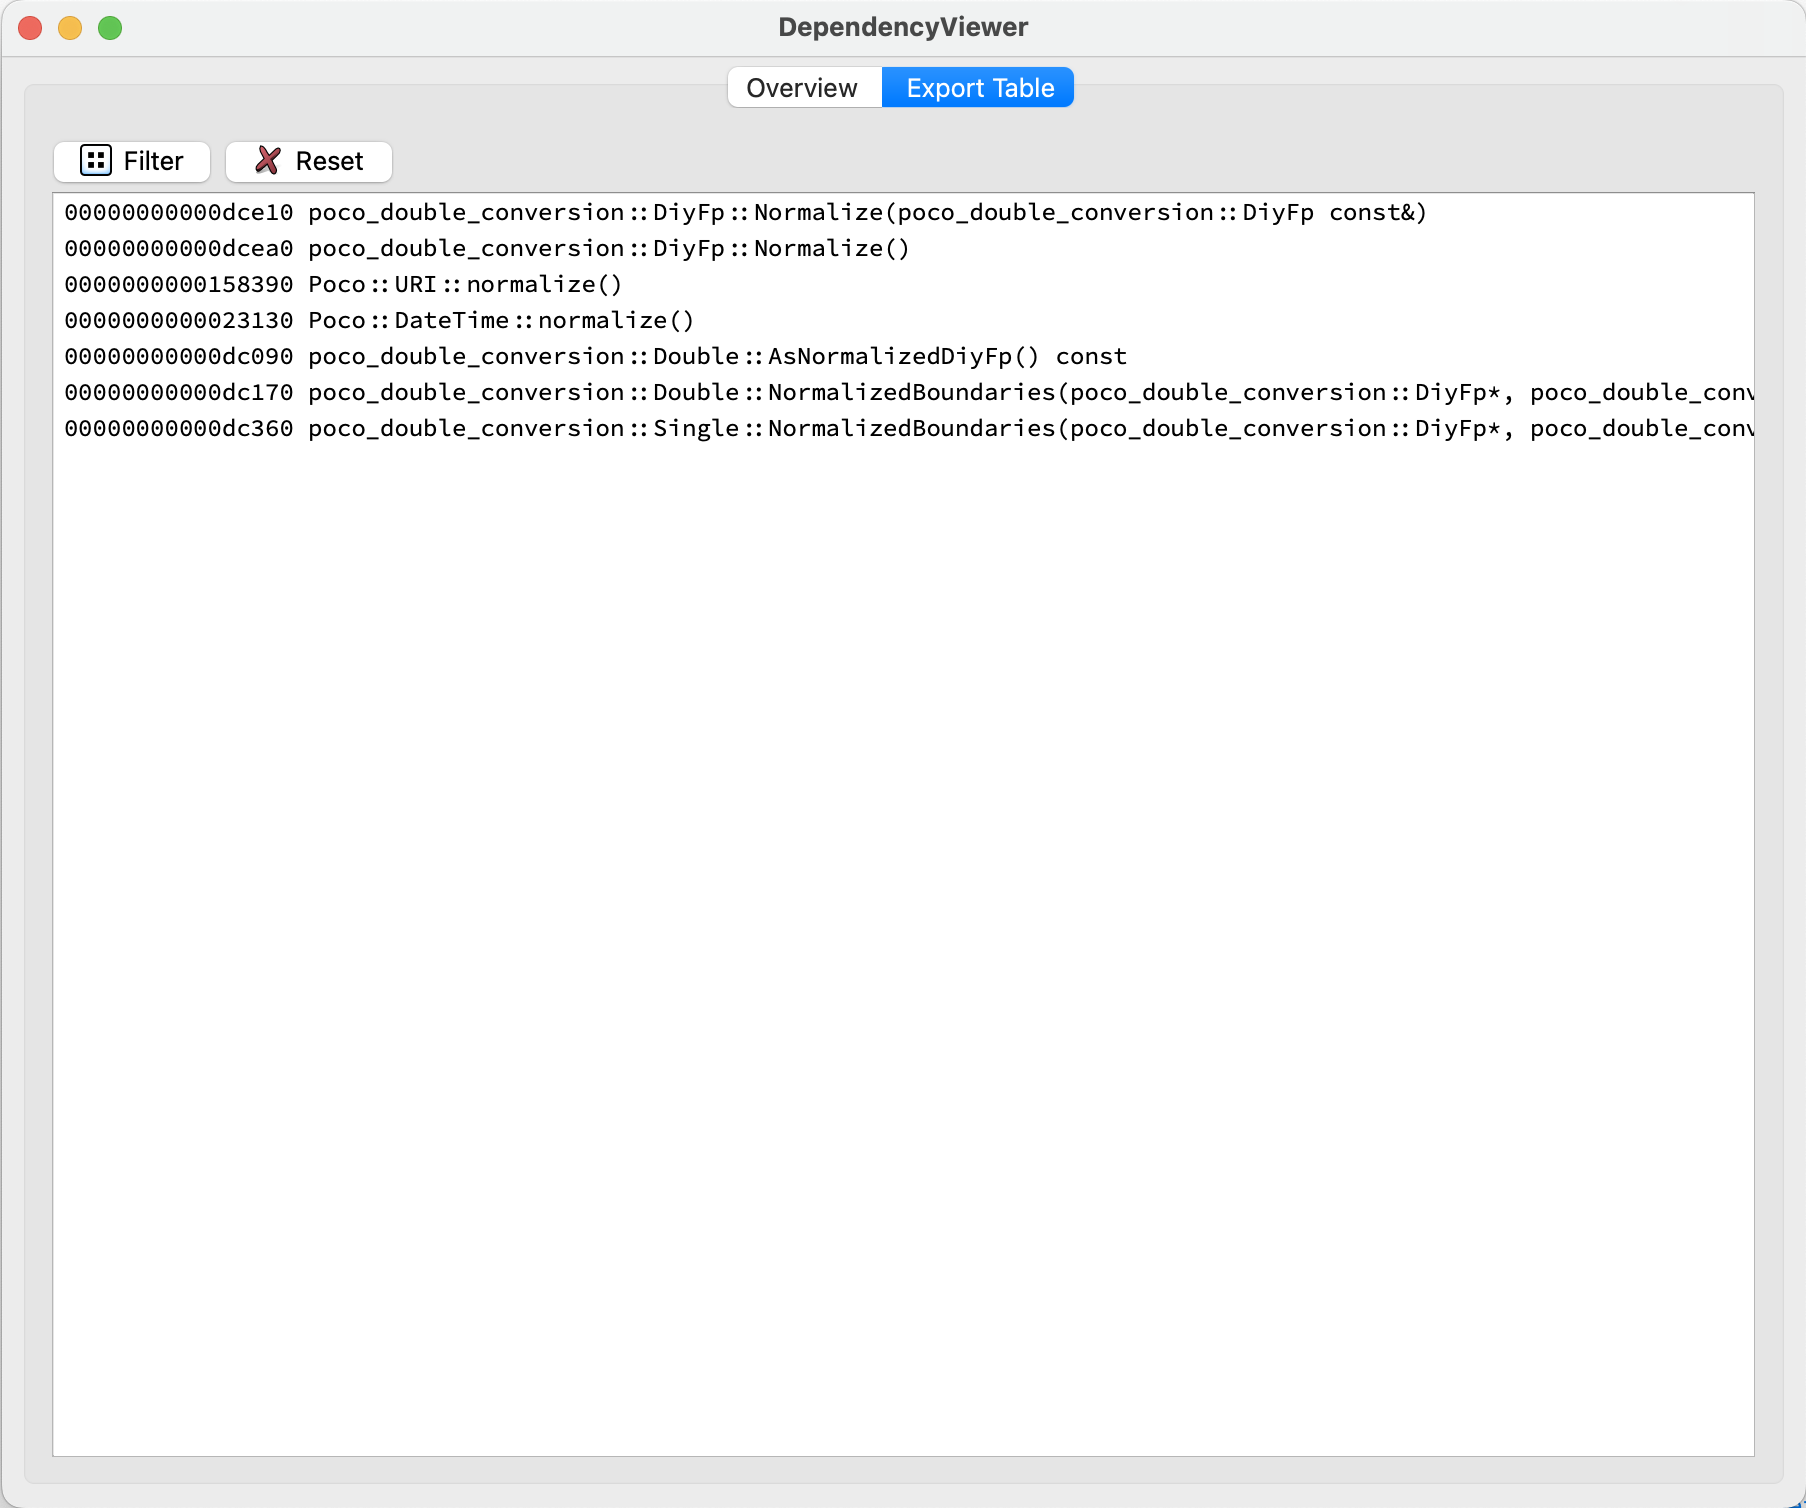 DependencyViewer
Overview Export Table
Filter Reset
00000000000dce10 poco_double_conversion::DiyFp::Normalize(poco_double_conversion::DiyFp const&)
00000000000dcea0 poco_double_conversion::DiyFp::Normalize()
0000000000158390 Poco::URI::normalize()
0000000000023130 Poco::DateTime::normalize()
00000000000dc090 poco_double_conversion::Double::AsNormalizedDiyFp() const
00000000000dc170 poco_double_conversion::Double::NormalizedBoundaries(poco_double_conversion::DiyFp*, poco_double_conv
00000000000dc360 poco_double_conversion::Single::NormalizedBoundaries(poco_double_conversion::DiyFp*, poco_double_conv